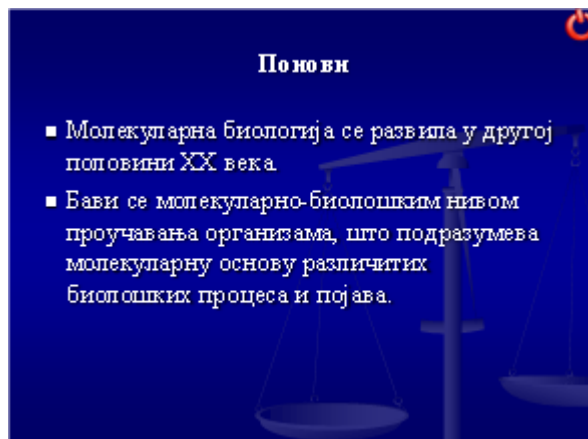 Понови
Молекуларна биологија се развила у другој
половини XX века.
Бави се молекуларно-биолошким нивом
проучавања организама, што подразумева
молекуларну основу различитих
биолошких процеса и појава.